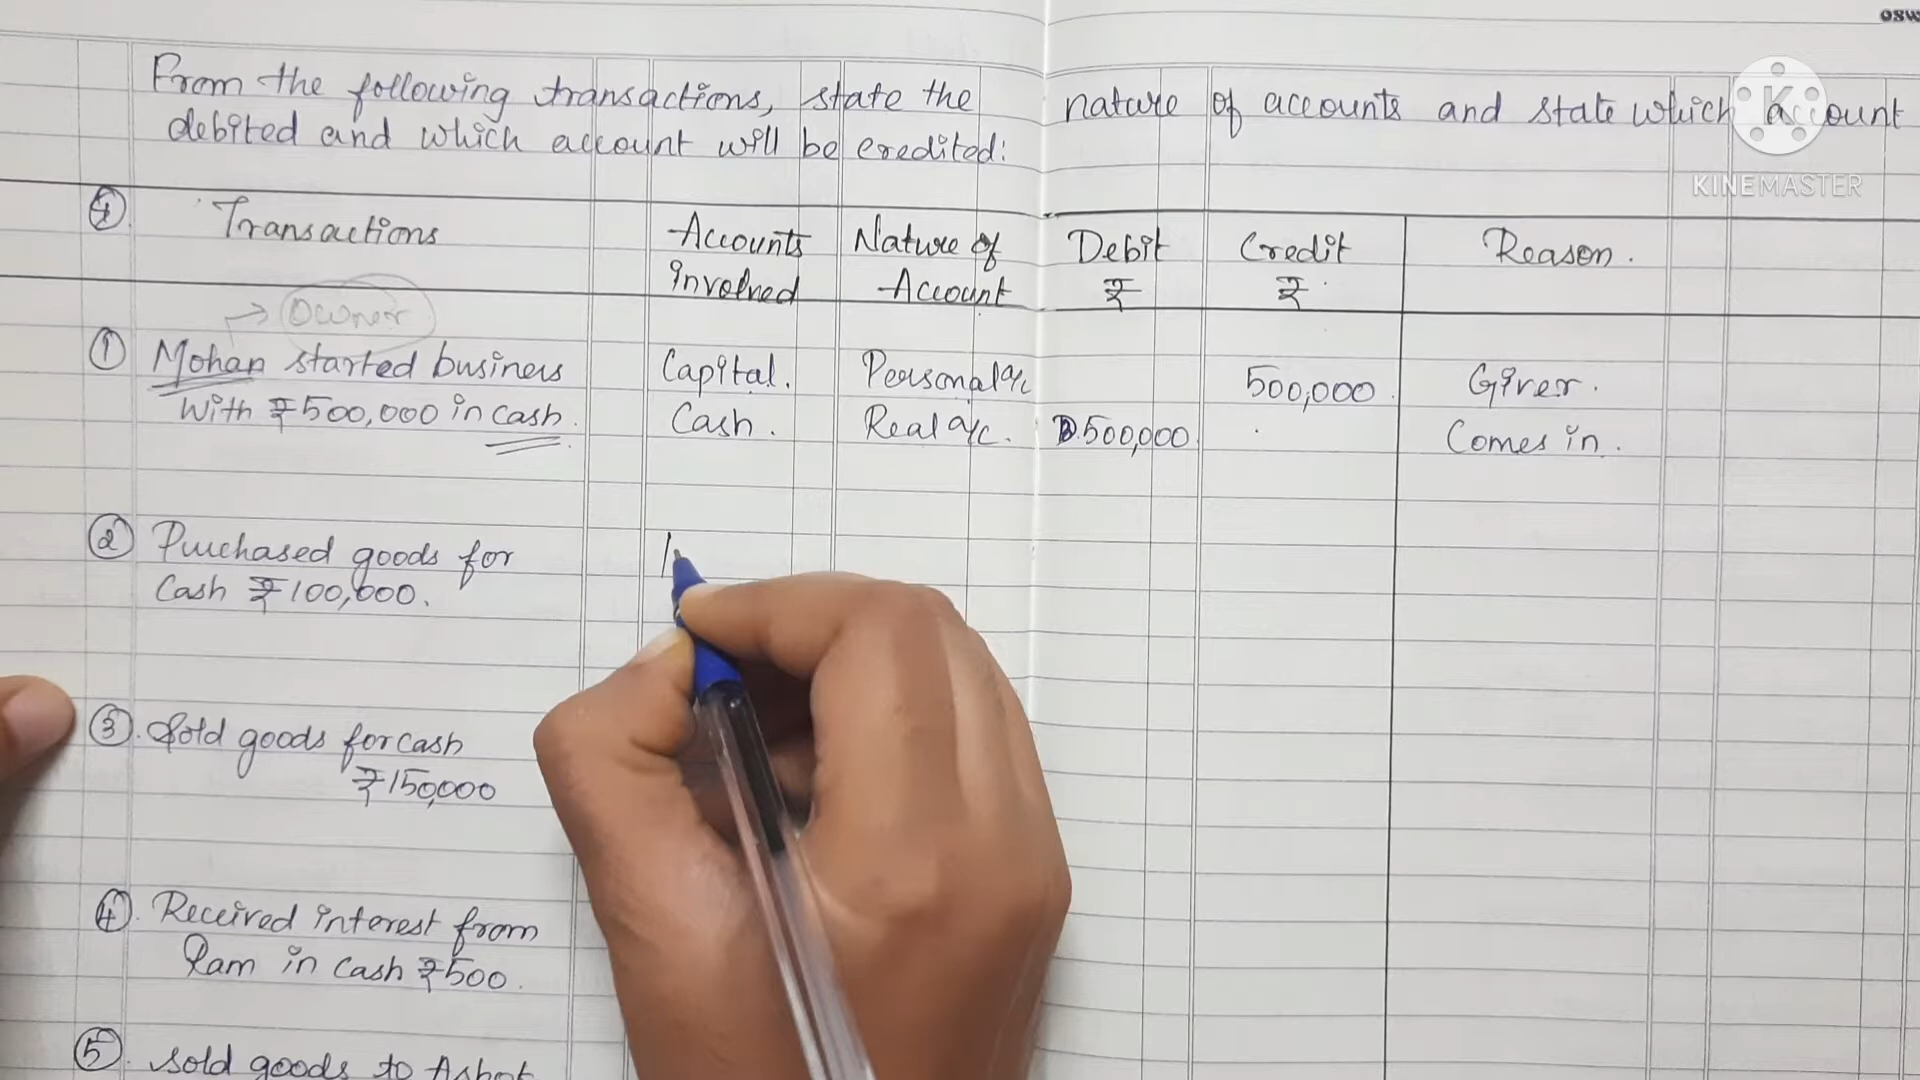 OSW
From the following transactions, state the nature of accounts and state which account
debited and which account will be credited:
KINEMASTER
Transactions
Accounts involved
Nature of Account
Debit ₹
Credit ₹
Reason.
→ Owner
① Mohan started business
with ₹500,000 in cash.
Capital. Personal a/c 500,000 Giver.
Cash. Real a/c. D.500,000 Comes in.
② Purchased goods for
Cash ₹100,000.
③. Sold goods for cash
₹150,000
④. Received interest from
Ram in cash ₹500.
⑤. Sold goods to Ashok